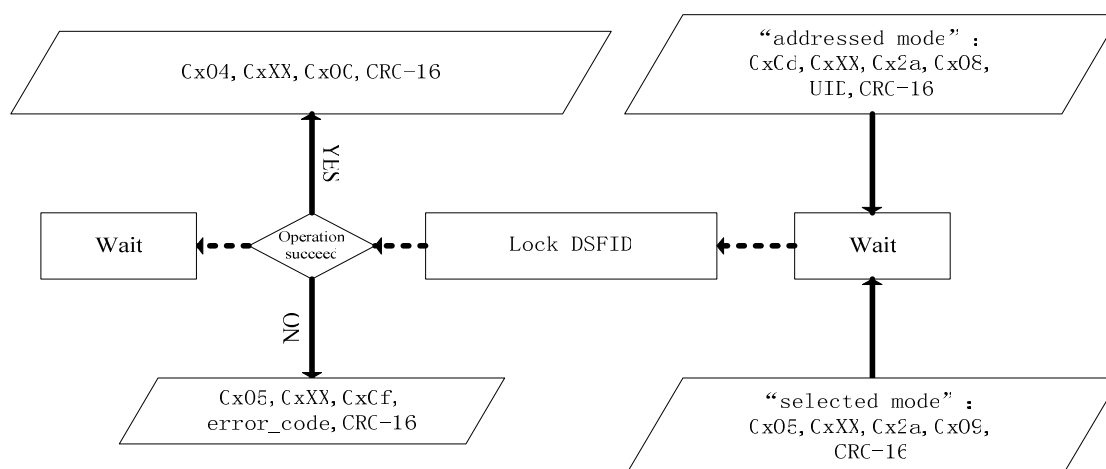 “addressed mode” :
CxCd, CxXX, Cx2a, Cx08,
UID, CRC-16
Cx04, CxXX, Cx0C, CRC-16
YES
Wait
Operation
succeed
Lock DSFID
Wait
ON
Cx05, CxXX, CxCf,
error_code, CRC-16
“selected mode” :
Cx05, CxXX, Cx2a, Cx09,
CRC-16